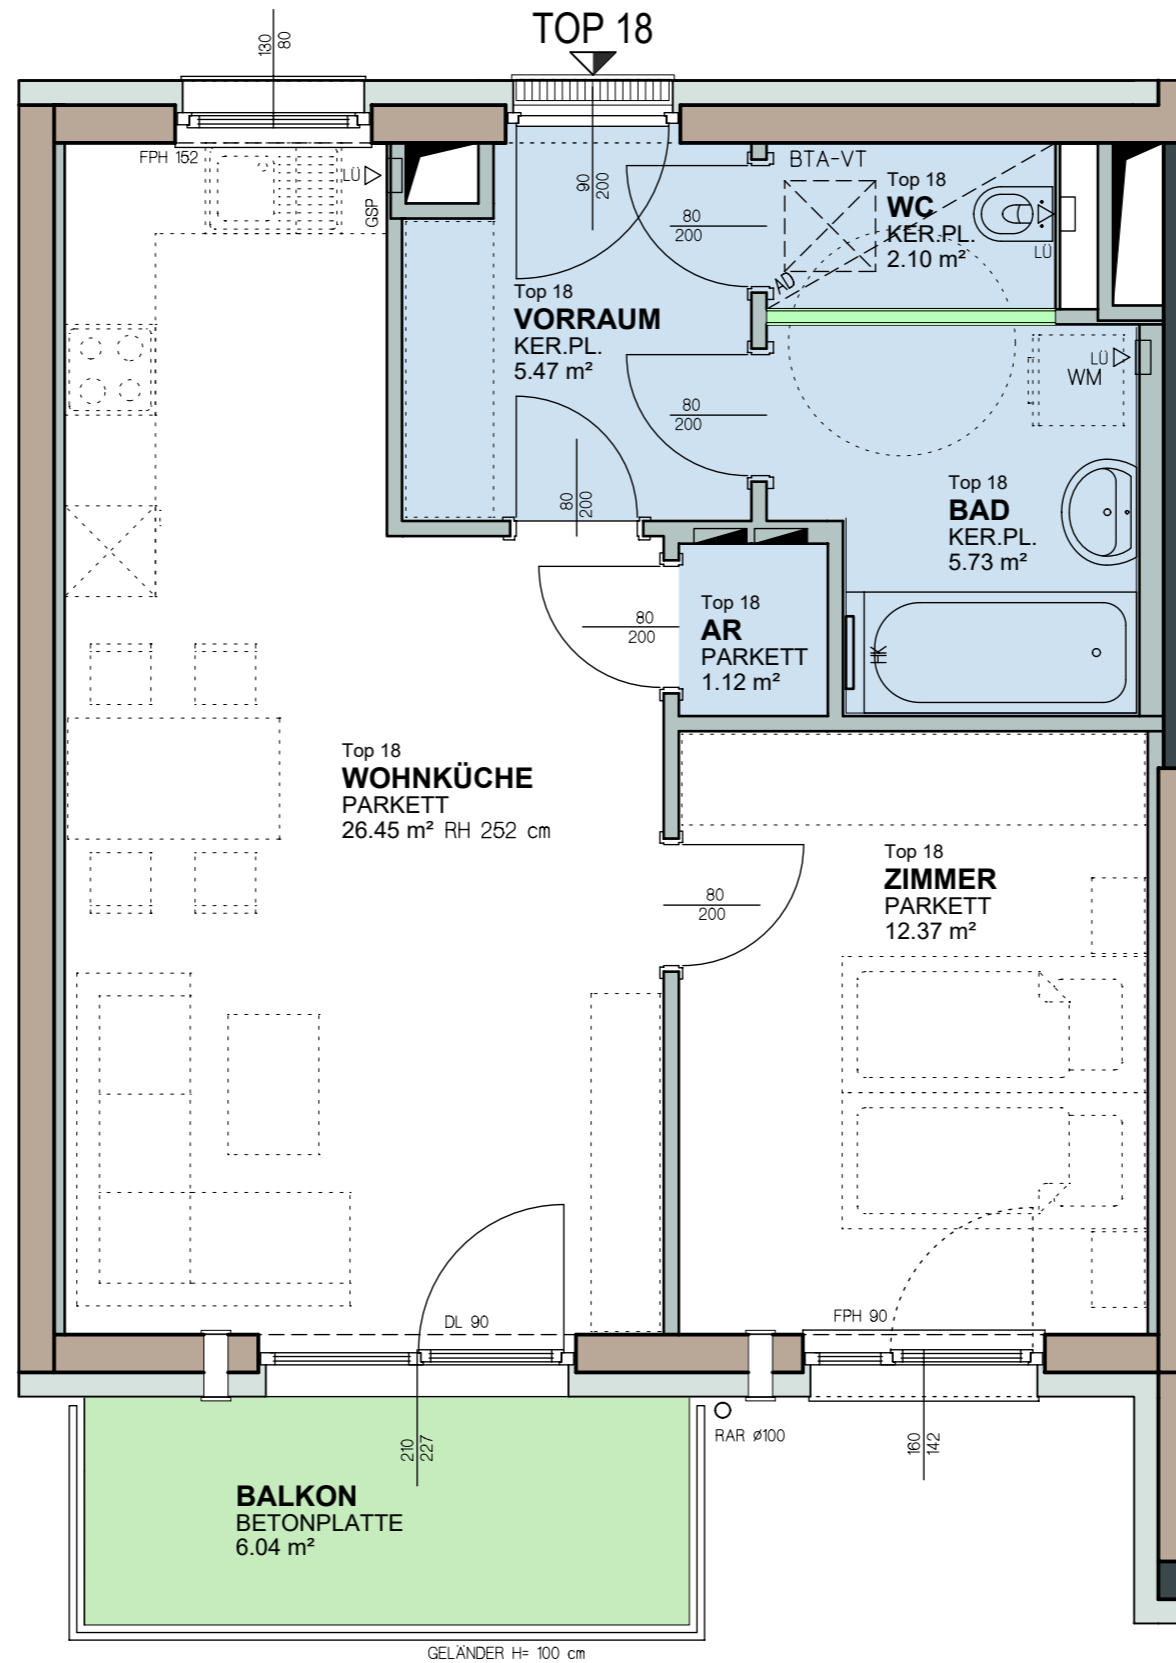 TOP 18
130
80
FPH 152
LÜ
GSP
90
200
80
200
BTA-VT
Top 18
WC
KER.PL.
2.10 m²
LÜ
AD
Top 18
VORRAUM
KER.PL.
5.47 m²
80
200
LÜ
WM
80
200
Top 18
BAD
KER.PL.
5.73 m²
80
200
Top 18
AR
PARKETT
1.12 m²
HK
Top 18
WOHNKÜCHE
PARKETT
26.45 m² RH 252 cm
80
200
Top 18
ZIMMER
PARKETT
12.37 m²
DL 90
FPH 90
210
227
RAR ø100
160
142
BALKON
BETONPLATTE
6.04 m²
GELÄNDER H= 100 cm